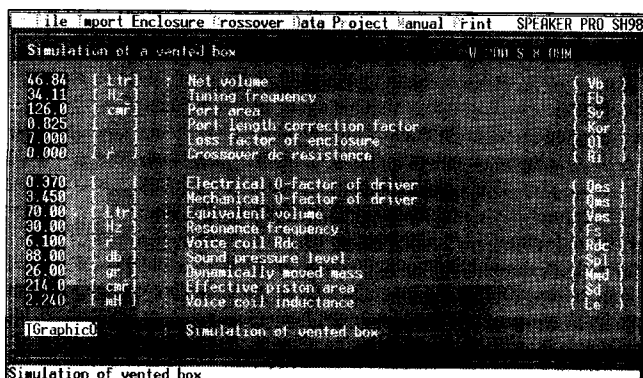 File Import Enclosure Crossover Data Project Manual Print SPEAKER PRO SH98
Simulation of a vented box W 200 S 8 OHM
46.84 [ Ltr] : Net volume ( Vb )
34.11 [ Hz ] : Tuning frequency ( Fb )
126.0 [ cm² ] : Port area ( Sv )
0.825 [ ] : Port length correction factor ( Kor )
7.000 [ ] : Loss factor of enclosure ( Ql )
0.000 [ r ] : Crossover dc resistance ( Ri )
0.370 [ ] : Electrical Q-factor of driver ( Qes )
3.450 [ ] : Mechanical Q-factor of driver ( Qms )
70.00 [ Ltr] : Equivalent volume ( Vas )
30.00 [ Hz ] : Resonance frequency ( Fs )
6.100 [ r ] : Voice coil Rdc ( Rdc )
88.00 [ db ] : Sound pressure level ( Spl )
26.00 [ gr ] : Dynamically moved mass ( Mmd )
214.0 [ cm² ] : Effective piston area ( Sd )
2.240 [ mH ] : Voice coil inductance ( Le )
[Graphic] : Simulation of vented box
Simulation of vented box